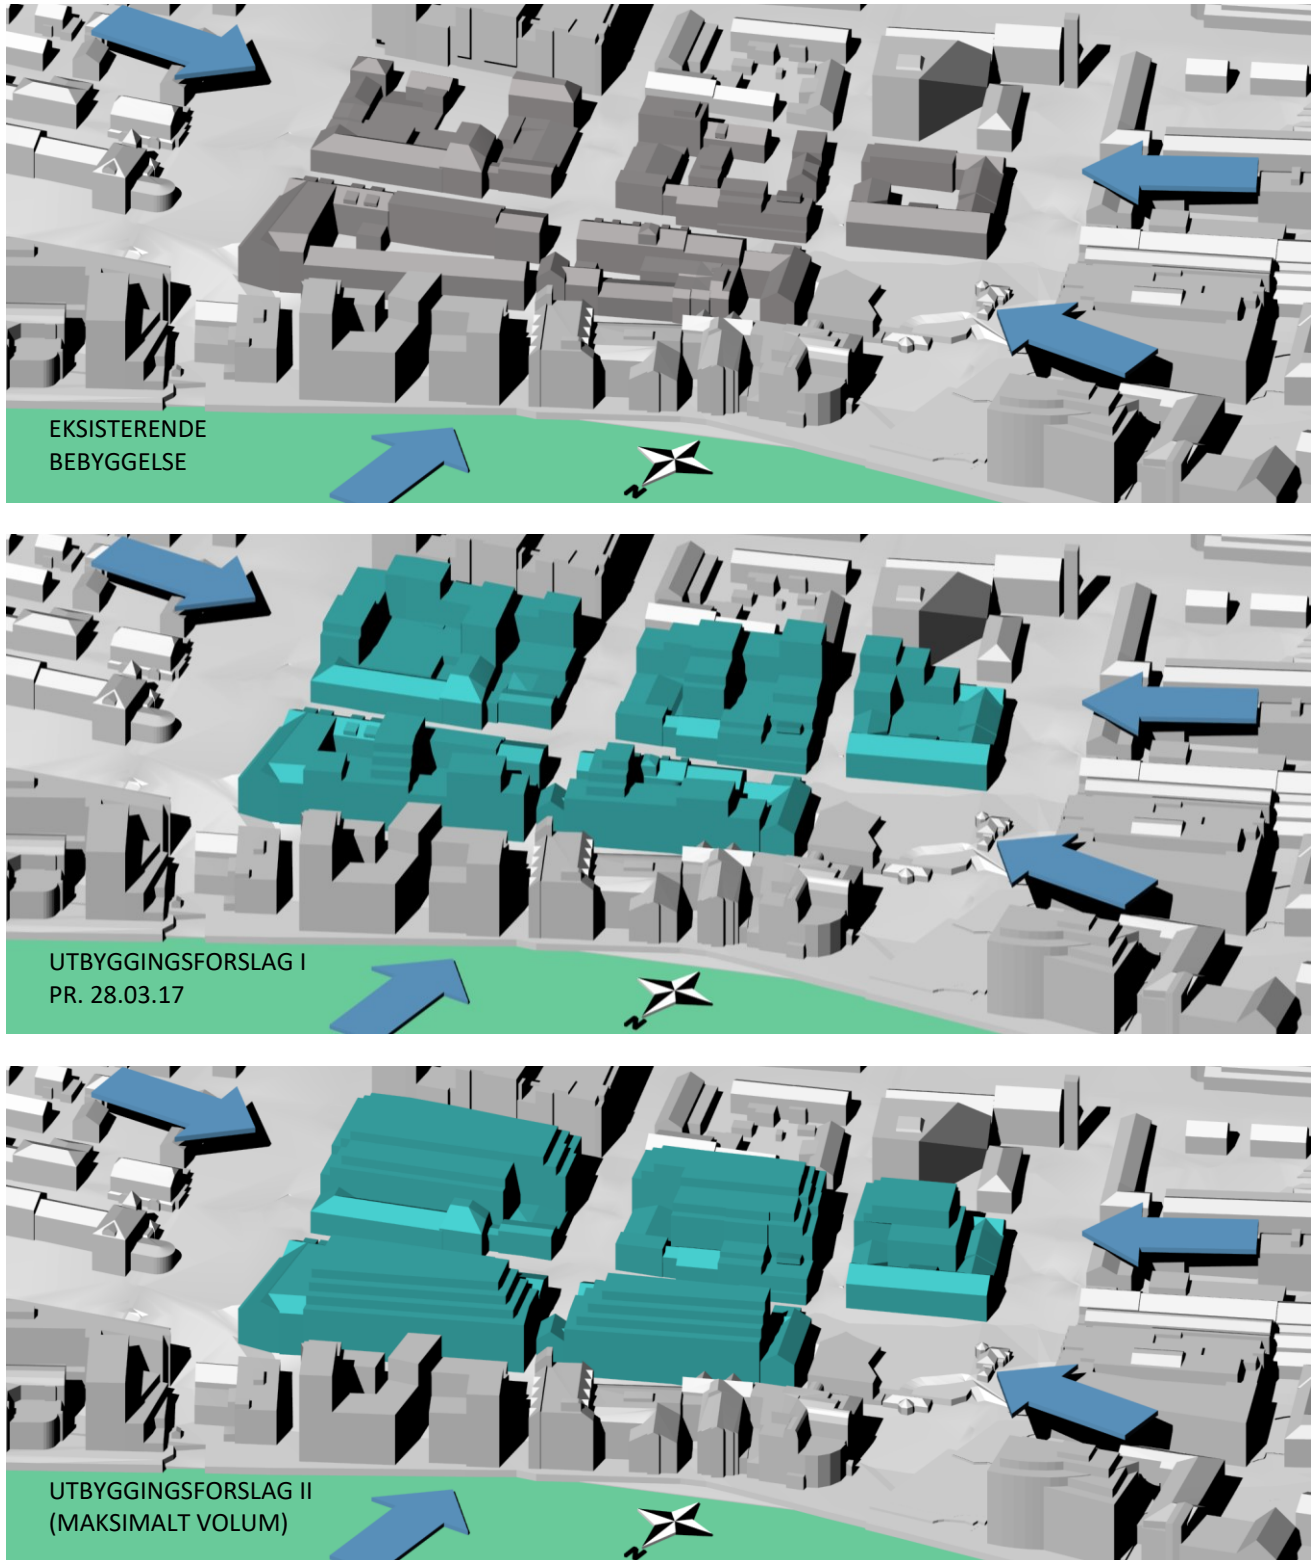 EKSISTERENDE
BEBYGGELSE
N
UTBYGGINGSFORSLAG I
PR. 28.03.17
N
UTBYGGINGSFORSLAG II
(MAKSIMALT VOLUM)
N